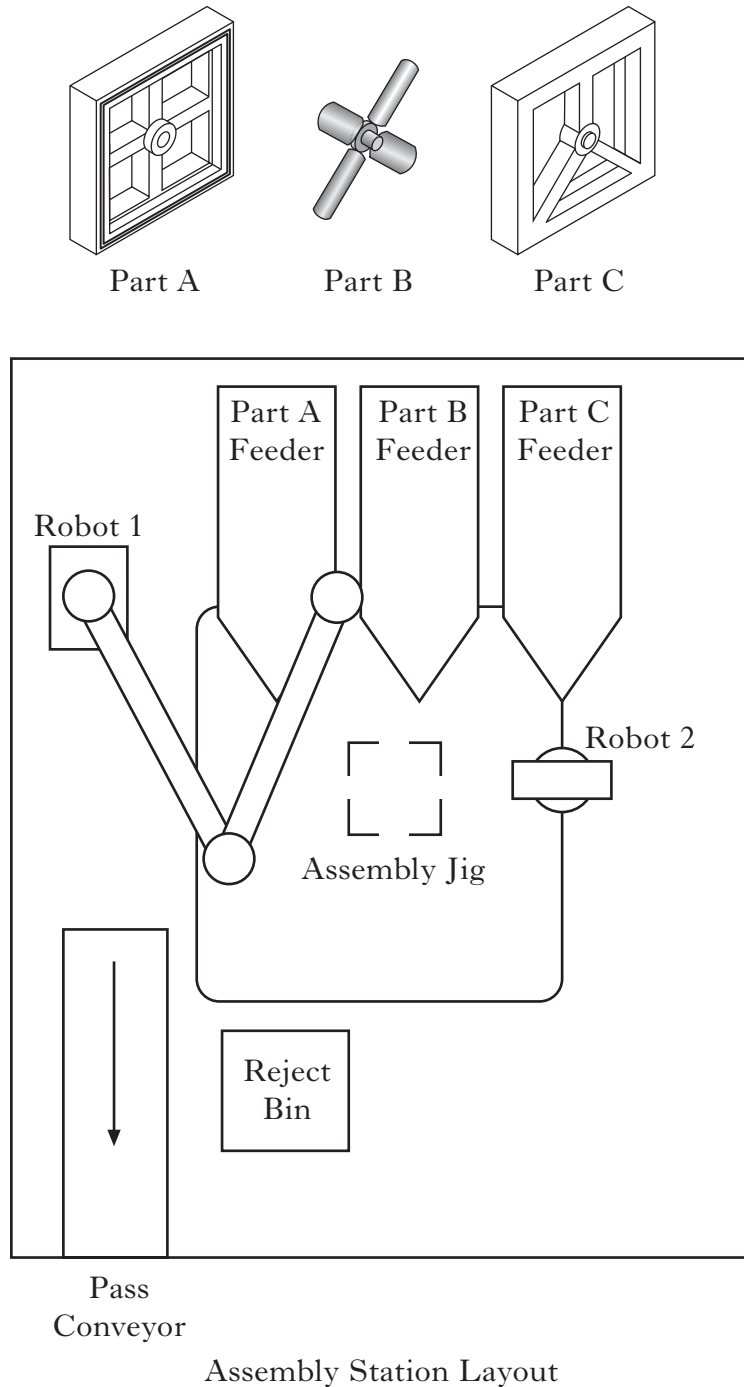 Part A
Part B
Part C
Part A
Feeder
Part B
Feeder
Part C
Feeder
Robot 1
Robot 2
Assembly Jig
Reject
Bin
Pass
Conveyor
Assembly Station Layout